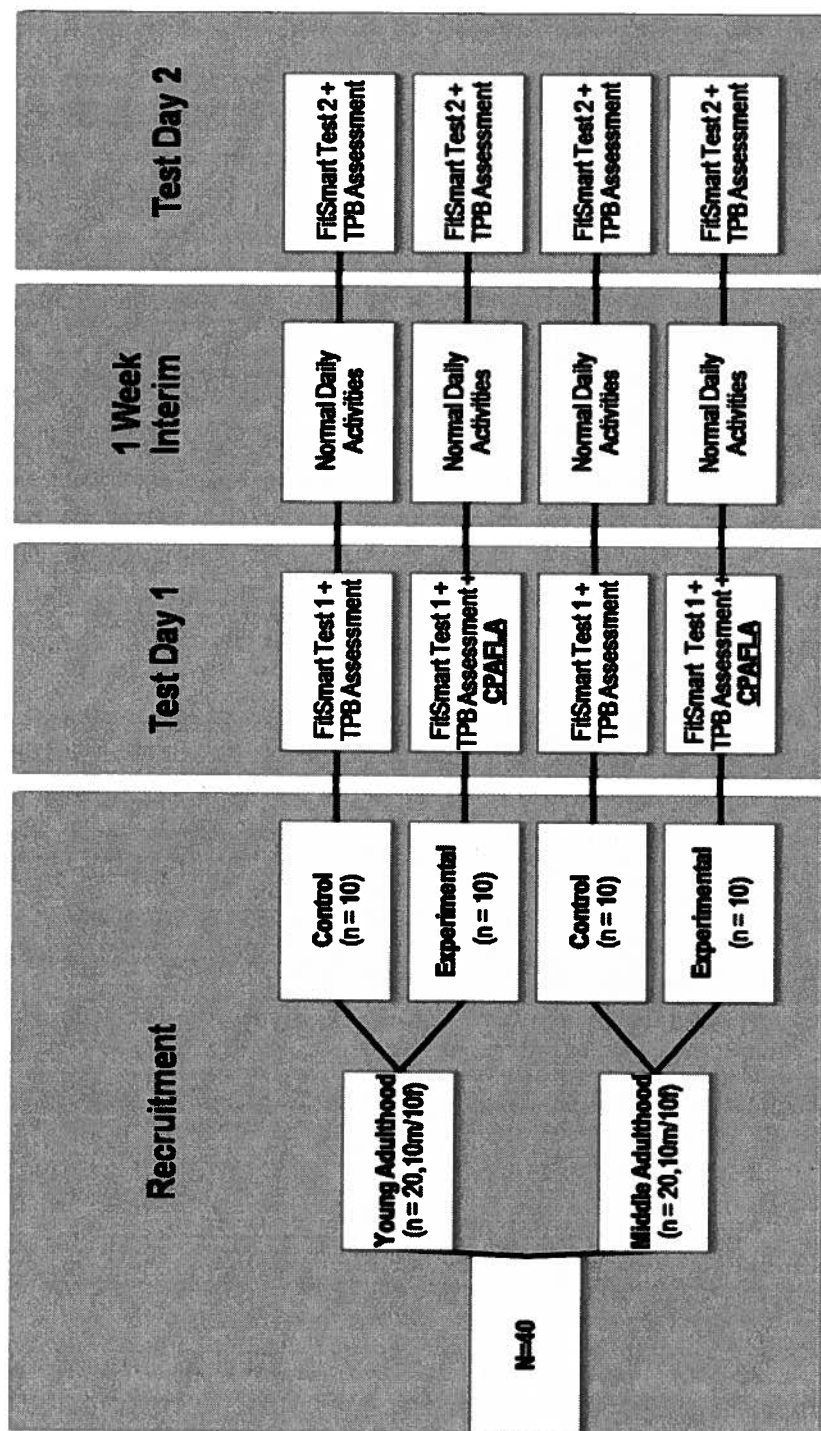 Recruitment
N=40
Young Adulthood
(n = 20,10m/10f)
Middle Adulthood
(n = 20,10m/10f)
Control
(n = 10)
Experimental
(n = 10)
Control
(n = 10)
Experimental
(n = 10)
Test Day 1
FitSmart Test 1 +
TPB Assessment
FitSmart Test 1 +
TPB Assessment +
CPAFLA
FitSmart Test 1 +
TPB Assessment
FitSmart Test 1 +
TPB Assessment +
CPAFLA
1 Week
Interim
Normal Daily
Activities
Normal Daily
Activities
Normal Daily
Activities
Normal Daily
Activities
Test Day 2
FitSmart Test 2 +
TPB Assessment
FitSmart Test 2 +
TPB Assessment
FitSmart Test 2 +
TPB Assessment
FitSmart Test 2 +
TPB Assessment